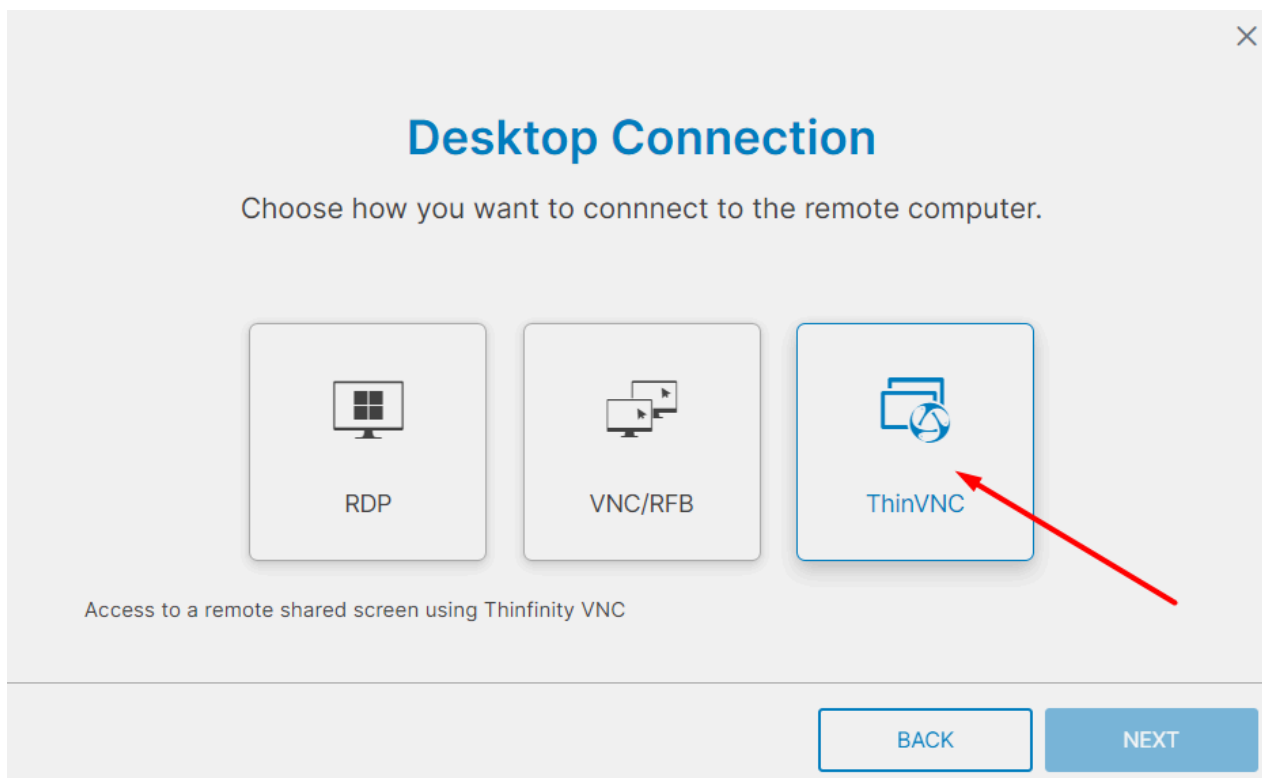 Desktop Connection
Choose how you want to connnect to the remote computer.
RDP
VNC/RFB
ThinVNC
Access to a remote shared screen using Thinfinity VNC
BACK
NEXT